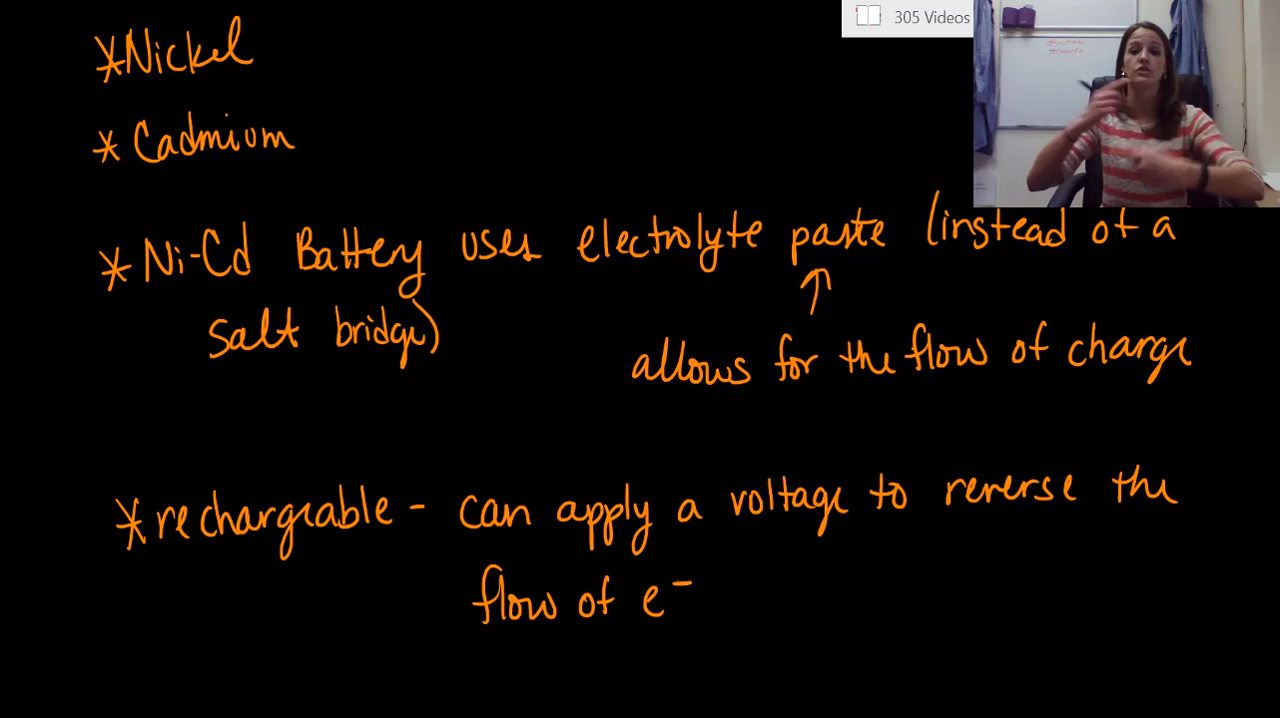 305 Videos
*Nickel
* Cadmium
* Ni-Cd Battery uses electrolyte paste (instead of a
salt bridge)
↑
allows for the flow of charge
*rechargeable - can apply a voltage to reverse the
flow of e⁻